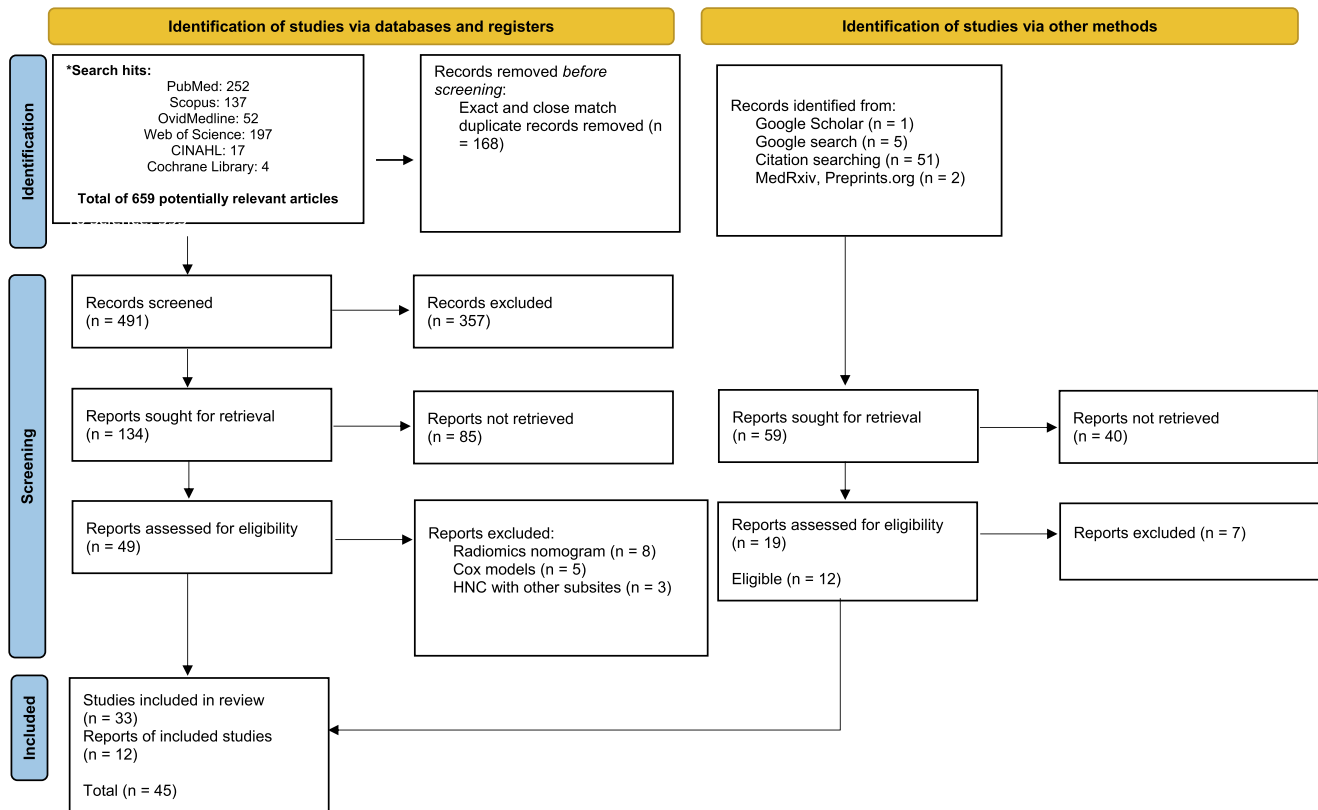 Identification of studies via databases and registers
Identification of studies via other methods
Identification
*Search hits:
PubMed: 252
Scopus: 137
OvidMedline: 52
Web of Science: 197
CINAHL: 17
Cochrane Library: 4
Total of 659 potentially relevant articles
Records removed before
screening:
Exact and close match
duplicate records removed (n
= 168)
Records identified from:
Google Scholar (n = 1)
Google search (n = 5)
Citation searching (n = 51)
MedRxiv, Preprints.org (n = 2)
Screening
Records screened
(n = 491)
Records excluded
(n = 357)
Reports sought for retrieval
(n = 134)
Reports not retrieved
(n = 85)
Reports sought for retrieval
(n = 59)
Reports not retrieved
(n = 40)
Reports assessed for eligibility
(n = 49)
Reports excluded:
Radiomics nomogram (n = 8)
Cox models (n = 5)
HNC with other subsites (n = 3)
Reports assessed for eligibility
(n = 19)
Eligible (n = 12)
Reports excluded (n = 7)
Included
Studies included in review
(n = 33)
Reports of included studies
(n = 12)
Total (n = 45)